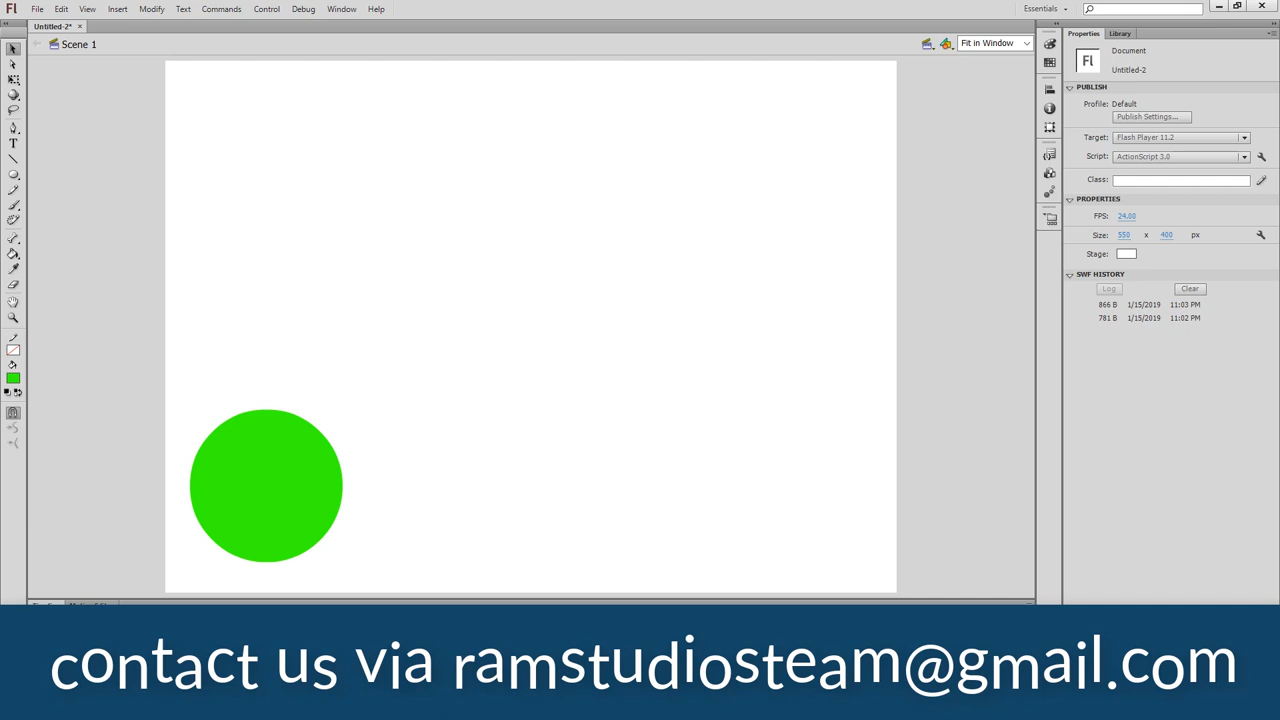 Fl File Edit View Insert Modify Text Commands Control Debug Window Help Essentials
Untitled-2* ×
Scene 1 Fit in Window
Properties Library
Fl Document
Untitled-2
PUBLISH
Profile: Default
Publish Settings...
Target: Flash Player 11.2
Script: ActionScript 3.0
Class:
PROPERTIES
FPS: 24.00
Size: 550 x 400 px
Stage:
SWF HISTORY
Log Clear
866 B 1/15/2019 11:03 PM
781 B 1/15/2019 11:02 PM
contact us via ramstudiosteam@gmail.com